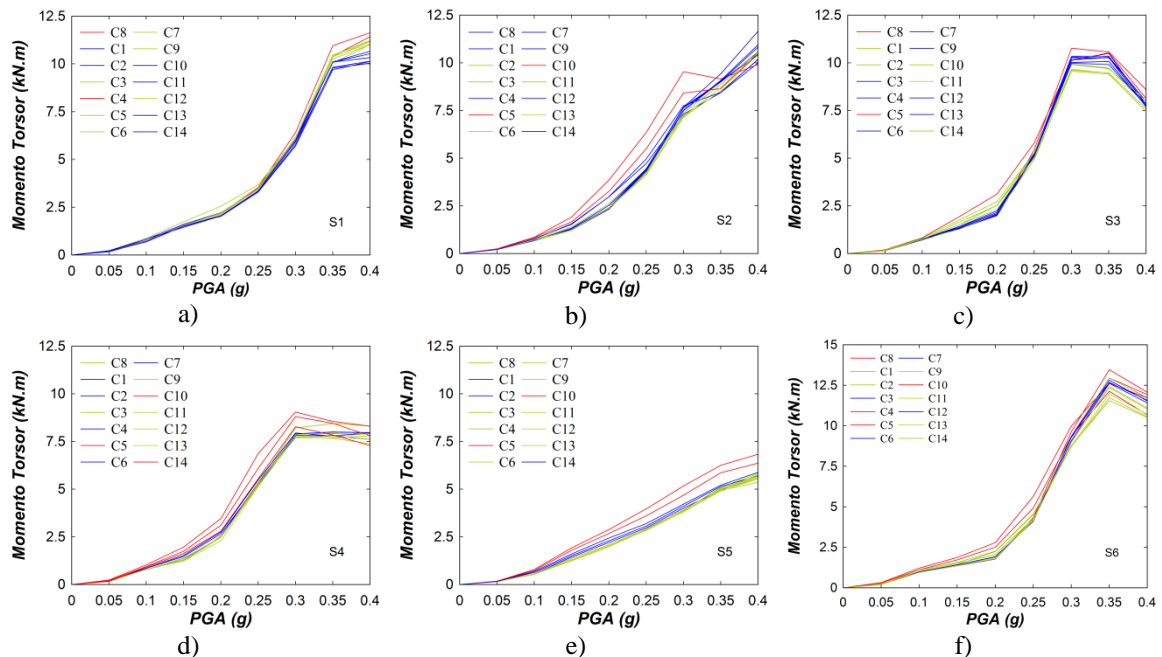 Momento Torsor (kN.m)
12.5
10
7.5
5
2.5
0
C8 C7
C1 C9
C2 C10
C3 C11
C4 C12
C5 C13
C6 C14
S1
0 0.05 0.1 0.15 0.2 0.25 0.3 0.35 0.4
PGA (g)
a)
Momento Torsor (kN.m)
12.5
10
7.5
5
2.5
0
C8 C7
C1 C9
C2 C10
C3 C11
C4 C12
C5 C13
C6 C14
S2
0 0.05 0.1 0.15 0.2 0.25 0.3 0.35 0.4
PGA (g)
b)
Momento Torsor (kN.m)
12.5
10
7.5
5
2.5
0
C8 C7
C1 C9
C2 C10
C3 C11
C4 C12
C5 C13
C6 C14
S3
0 0.05 0.1 0.15 0.2 0.25 0.3 0.35 0.4
PGA (g)
c)
Momento Torsor (kN.m)
12.5
10
7.5
5
2.5
0
C8 C7
C1 C9
C2 C10
C3 C11
C4 C12
C5 C13
C6 C14
S4
0 0.05 0.1 0.15 0.2 0.25 0.3 0.35 0.4
PGA (g)
d)
Momento Torsor (kN.m)
12.5
10
7.5
5
2.5
0
C8 C7
C1 C9
C2 C10
C3 C11
C4 C12
C5 C13
C6 C14
S5
0 0.05 0.1 0.15 0.2 0.25 0.3 0.35 0.4
PGA (g)
e)
Momento Torsor (kN.m)
15
12.5
10
7.5
5
2.5
0
C8 C7
C1 C9
C2 C10
C3 C11
C4 C12
C5 C13
C6 C14
S6
0 0.05 0.1 0.15 0.2 0.25 0.3 0.35 0.4
PGA (g)
f)